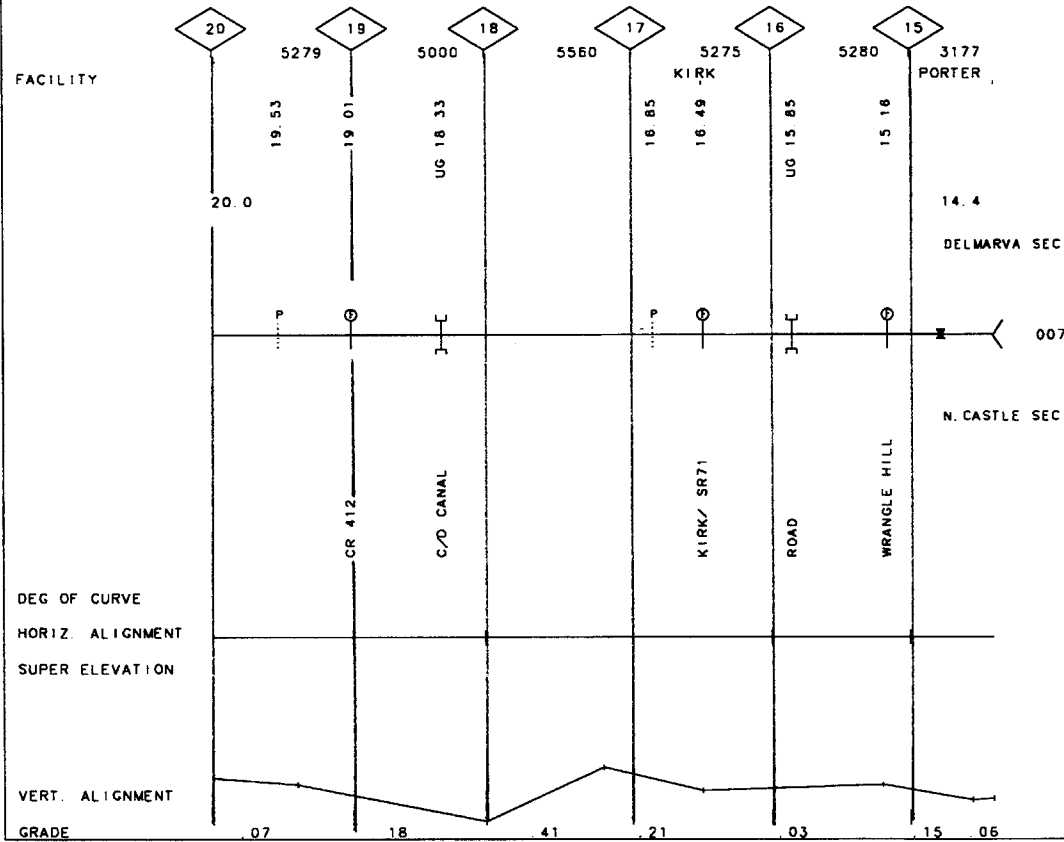 20 19 18 17 16 15
5279 5000 5560 5275 5280 3177
FACILITY KIRK PORTER
19.53 19 01 UG 18 33 16.85 16.49 UG 15 85 15 16
20.0 14.4
DELMARVA SEC
P F P F F
007
N. CASTLE SEC
CR 412 C/D CANAL KIRK/ SR71 ROAD WRANGLE HILL
DEG OF CURVE
HORIZ. ALIGNMENT
SUPER ELEVATION
VERT. ALIGNMENT
GRADE .07 .18 .41 .21 .03 .15 .06